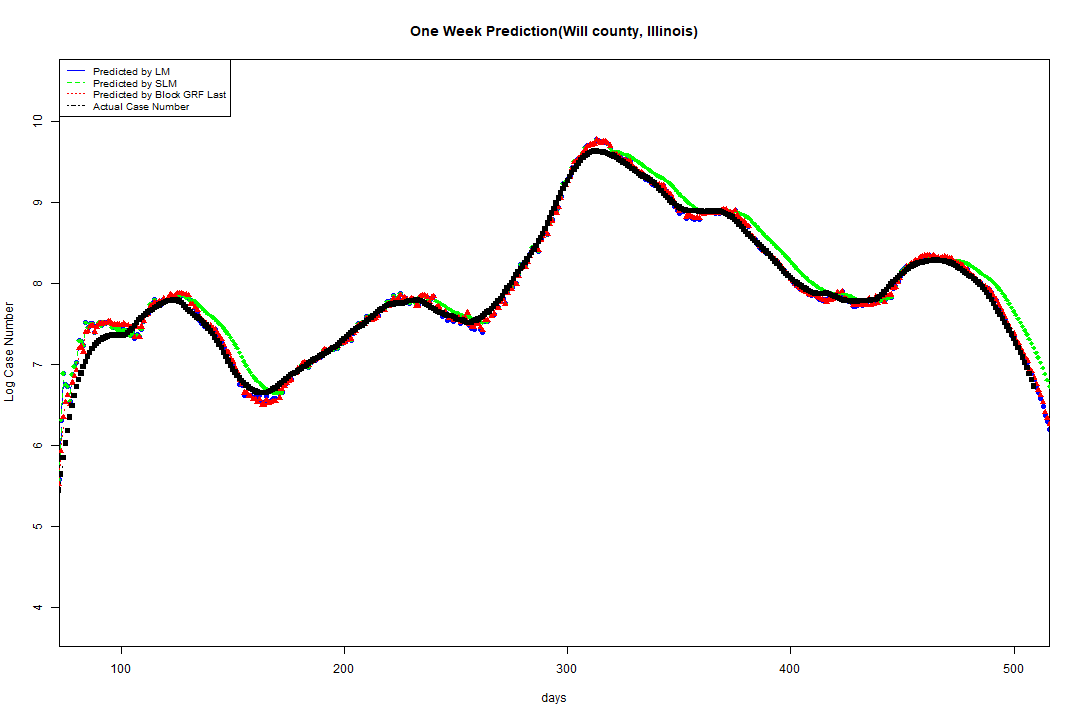 One Week Prediction(Will county, Illinois)
Predicted by LM
Predicted by SLM
Predicted by Block GRF Last
Actual Case Number
10
9
8
7
6
5
4
Log Case Number
100 200 300 400 500
days